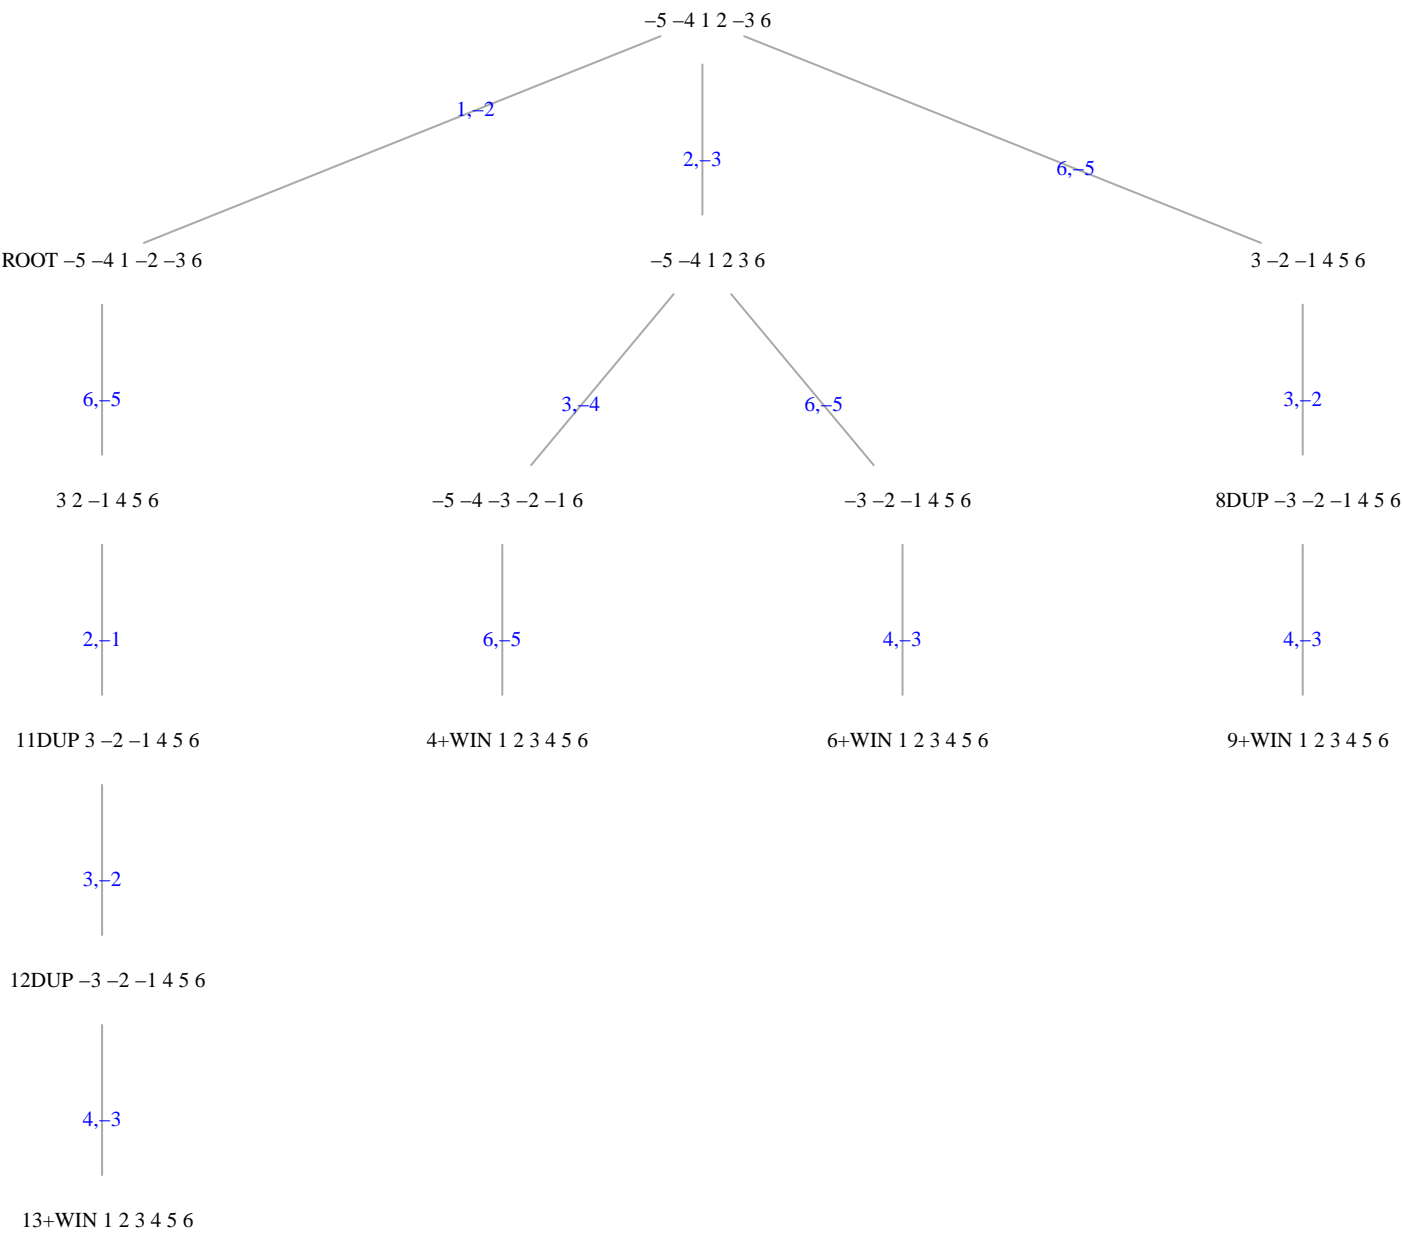 –5 –4 1 2 –3 6
1,–2
2,–3
6,–5
ROOT –5 –4 1 –2 –3 6
–5 –4 1 2 3 6
3 –2 –1 4 5 6
6,–5
3,–4
6,–5
3,–2
3 2 –1 4 5 6
–5 –4 –3 –2 –1 6
–3 –2 –1 4 5 6
8DUP –3 –2 –1 4 5 6
2,–1
6,–5
4,–3
4,–3
11DUP 3 –2 –1 4 5 6
4+WIN 1 2 3 4 5 6
6+WIN 1 2 3 4 5 6
9+WIN 1 2 3 4 5 6
3,–2
12DUP –3 –2 –1 4 5 6
4,–3
13+WIN 1 2 3 4 5 6